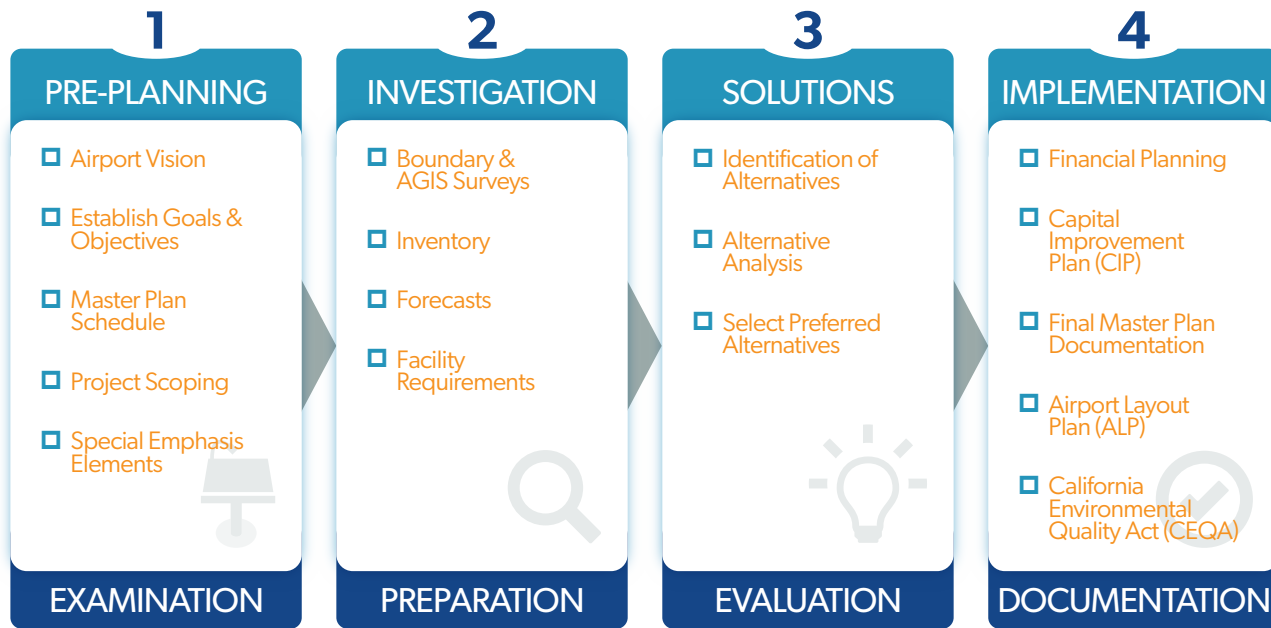 1
PRE-PLANNING
Airport Vision
Establish Goals &
Objectives
Master Plan
Schedule
Project Scoping
Special Emphasis
Elements
EXAMINATION
2
INVESTIGATION
Boundary &
AGIS Surveys
Inventory
Forecasts
Facility
Requirements
PREPARATION
3
SOLUTIONS
Identification of
Alternatives
Alternative
Analysis
Select Preferred
Alternatives
EVALUATION
4
IMPLEMENTATION
Financial Planning
Capital
Improvement
Plan (CIP)
Final Master Plan
Documentation
Airport Layout
Plan (ALP)
California
Environmental
Quality Act (CEQA)
DOCUMENTATION